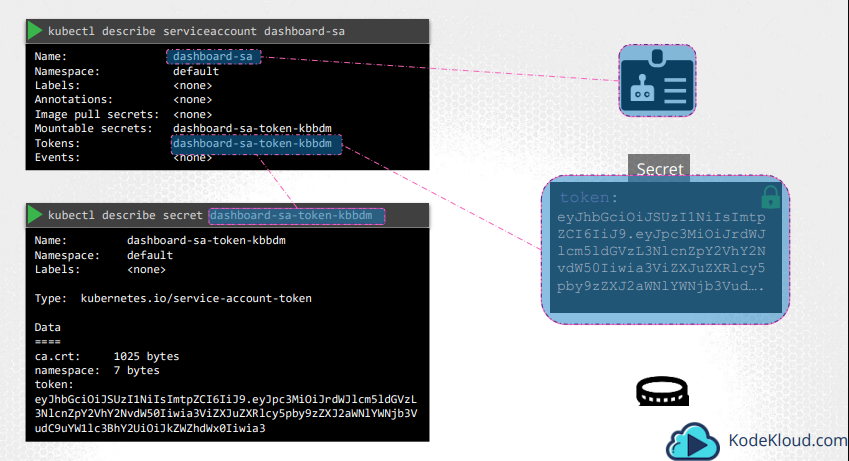 kubectl describe serviceaccount dashboard-sa
Name: dashboard-sa
Namespace: default
Labels: <none>
Annotations: <none>
Image pull secrets: <none>
Mountable secrets: dashboard-sa-token-kbbdm
Tokens: dashboard-sa-token-kbbdm
Events: <none>
kubectl describe secret dashboard-sa-token-kbbdm
Name: dashboard-sa-token-kbbdm
Namespace: default
Labels: <none>
Type: kubernetes.io/service-account-token
Data
====
ca.crt: 1025 bytes
namespace: 7 bytes
token:
eyJhbGciOiJSUzI1NiIsImtpZCI6IiJ9.eyJpc3MiOiJrdWJlcm5ldGVzL
3NlcnZpY2VhY2NvdW50Iiwia3ViZXJuZXRlcy5pby9zZXJ2aWNlYWNjb3V
udC9uYW1lc3BhY2UiOiJkZWZhdWx0Iiwia3
Secret
token:
eyJhbGciOiJSUzI1NiIsImtp
ZCI6IiJ9.eyJpc3MiOiJrdWJ
lcm5ldGVzL3NlcnZpY2VhY2N
vdW50Iiwia3ViZXJuZXRlcy5
pby9zZXJ2aWNlYWNjb3Vud….
KodeKloud.com